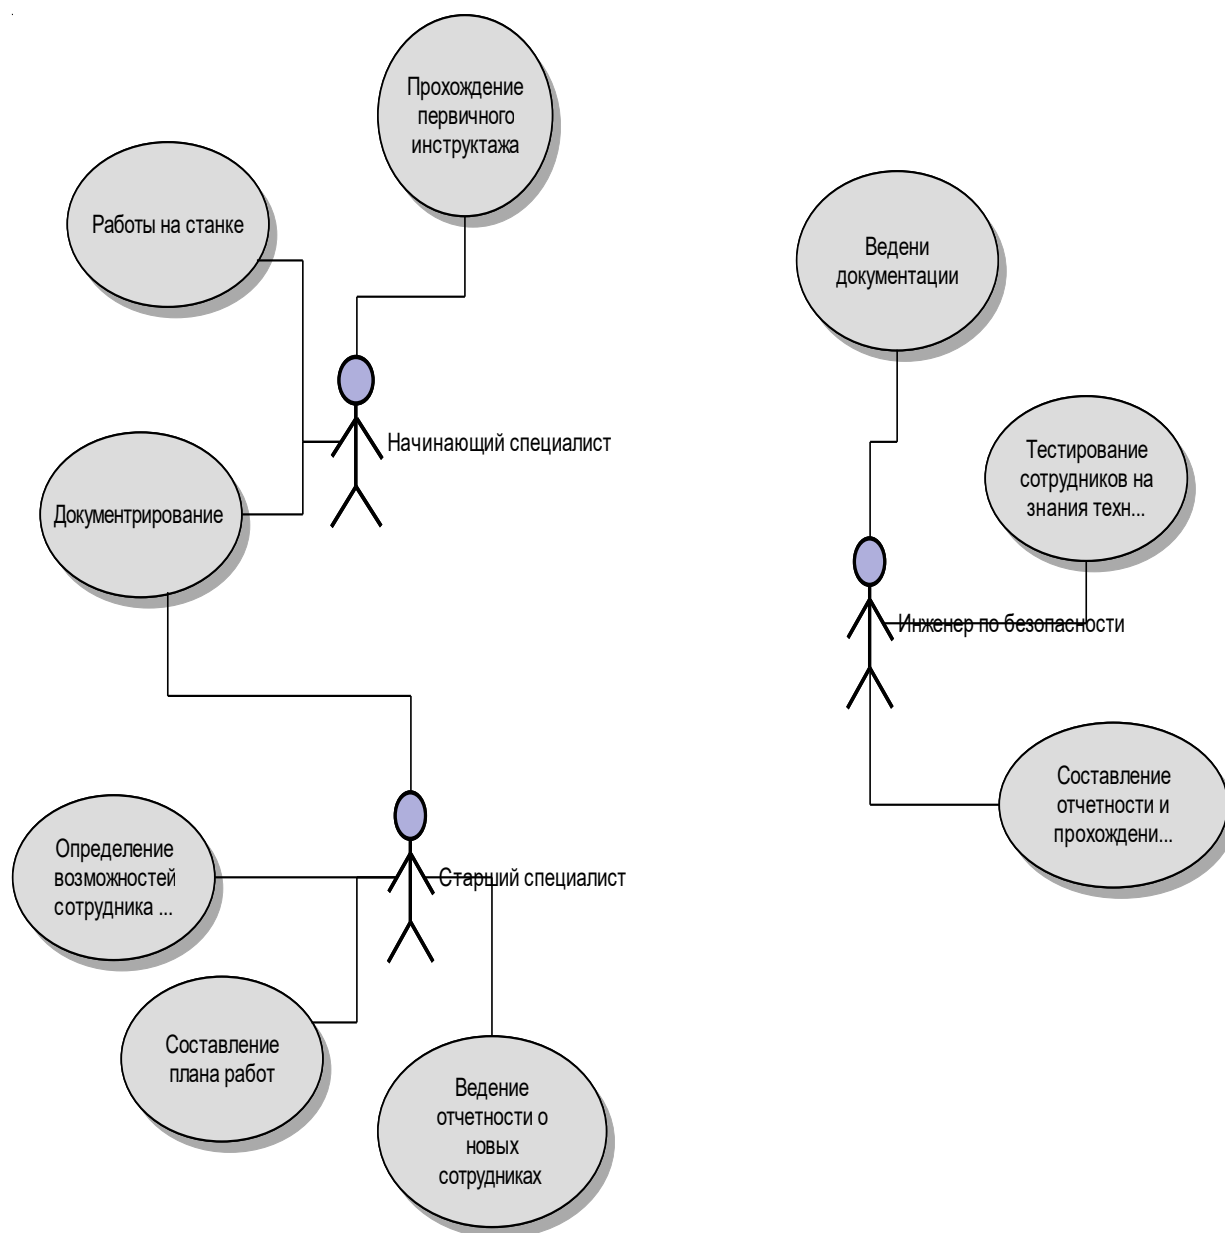 Прохождение
первичного
инструктажа
Работы на станке
Ведени
документации
Начинающий специалист
Тестирование
сотрудников на
знания техн...
Документрирование
Инженер по безопасности
Составление
отчетности и
прохождени...
Определение
возможностей
сотрудника ...
Старший специалист
Составление
плана работ
Ведение
отчетности о
новых
сотрудниках